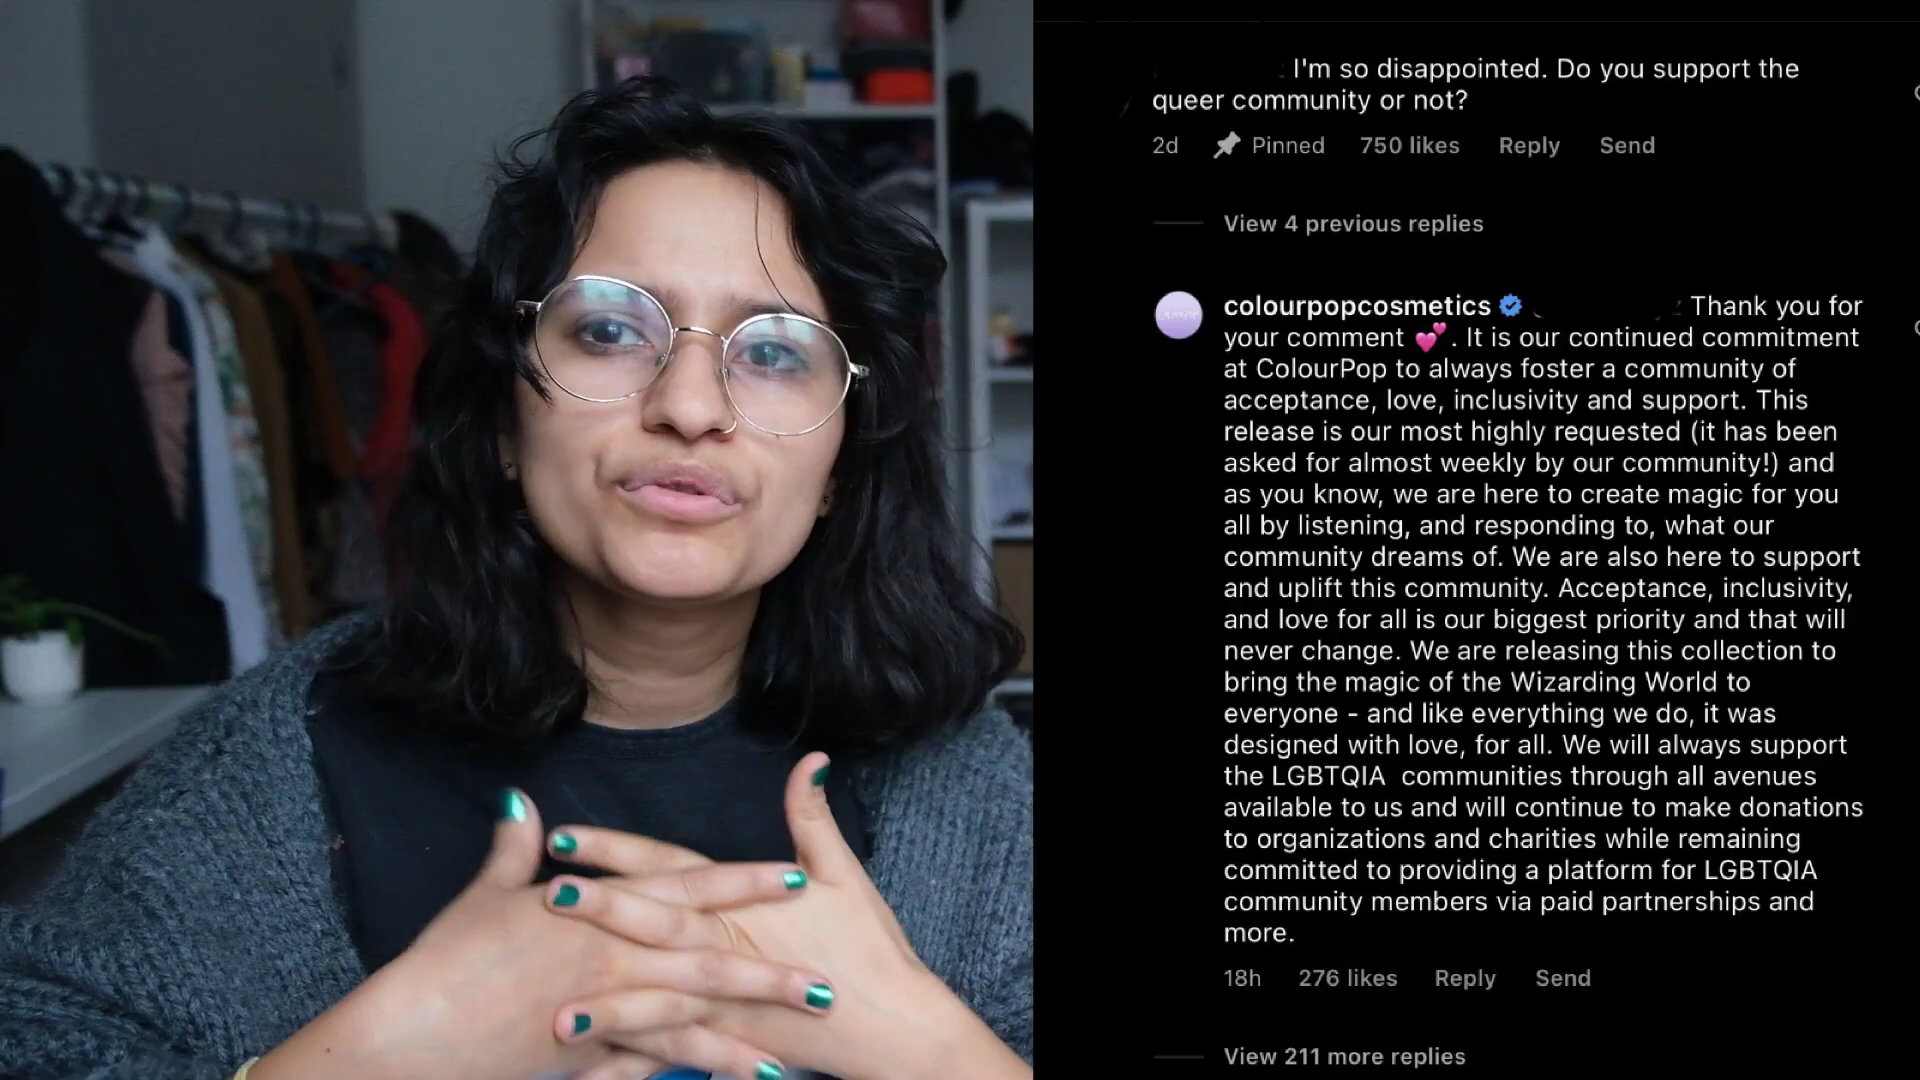 I'm so disappointed. Do you support the
queer community or not?
2d Pinned 750 likes Reply Send
View 4 previous replies
colourpopcosmetics Thank you for
your comment 💕. It is our continued commitment
at ColourPop to always foster a community of
acceptance, love, inclusivity and support. This
release is our most highly requested (it has been
asked for almost weekly by our community!) and
as you know, we are here to create magic for you
all by listening, and responding to, what our
community dreams of. We are also here to support
and uplift this community. Acceptance, inclusivity,
and love for all is our biggest priority and that will
never change. We are releasing this collection to
bring the magic of the Wizarding World to
everyone - and like everything we do, it was
designed with love, for all. We will always support
the LGBTQIA communities through all avenues
available to us and will continue to make donations
to organizations and charities while remaining
committed to providing a platform for LGBTQIA
community members via paid partnerships and
more.
18h 276 likes Reply Send
View 211 more replies